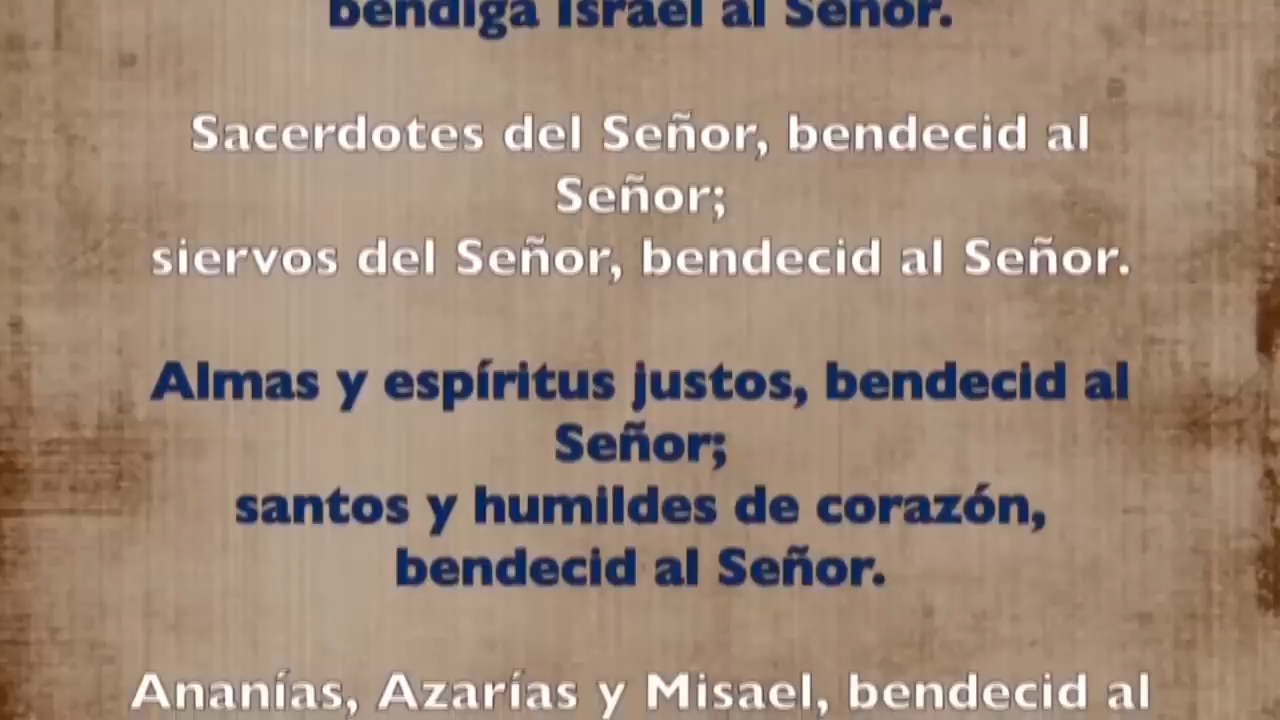 bendiga Israel al Señor.
Sacerdotes del Señor, bendecid al
Señor;
siervos del Señor, bendecid al Señor.
Almas y espíritus justos, bendecid al
Señor;
santos y humildes de corazón,
bendecid al Señor.
Ananías, Azarías y Misael, bendecid al